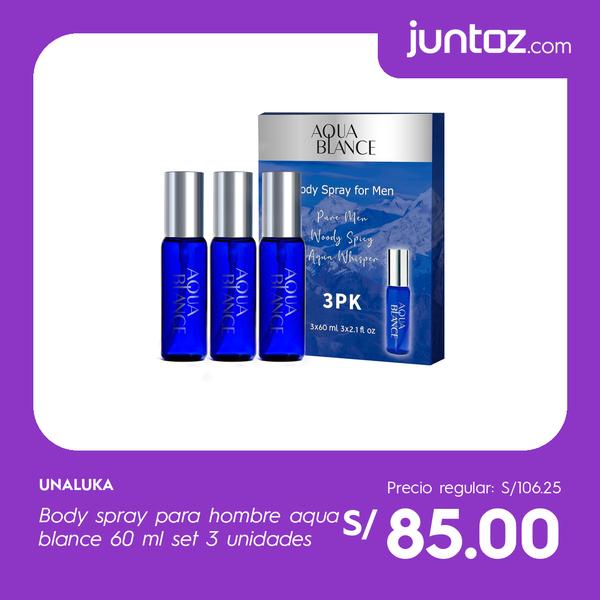 juntoz.com
AQUA
BLANCE
ody Spray for Men
Pure Men
Woody Spicy
Aqua Whisper
3PK
3x60 ml 3x2.1 fl oz
AQUA
BLANCE
AQUA
BLANCE
AQUA
BLANCE
AQUA
BLANCE
UNALUKA
Body spray para hombre aqua
blance 60 ml set 3 unidades
Precio regular: S/106.25
S/85.00